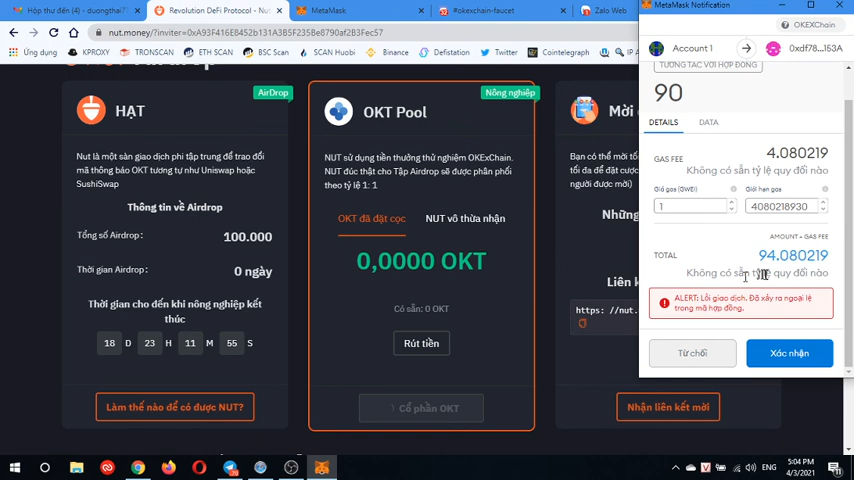 Hộp thư đến (4) - duongthai7
Revolution DeFi Protocol - Nut
MetaMask
#okexchain-faucet
Zalo Web
nut.money/?inviter=0xA93F416E8452b131A3B5F235Be8790aF2B3Fec57
Ứng dụng
KPROXY
TRONSCAN
ETH SCAN
BSC Scan
SCAN Huobi
Binance
Defistation
Twitter
Cointelegraph
AirDrop
HẠT
Nut là một sàn giao dịch phi tập trung để trao đổi
mã thông báo OKT tương tự như Uniswap hoặc
SushiSwap
Thông tin về Airdrop
Tổng số Airdrop:
100.000
Thời gian Airdrop:
0 ngày
Thời gian cho đến khi nông nghiệp kết
thúc
18 D 23 H 11 M 55 S
Làm thế nào để có được NUT?
Nông nghiệp
OKT Pool
NUT sử dụng tiền thưởng thử nghiệm OKExChain.
NUT đúc thật cho Tập Airdrop sẽ được phân phối
theo tỷ lệ 1: 1
OKT đã đặt cọc
NUT vô thừa nhận
0,0000 OKT
Có sẵn: 0 OKT
Rút tiền
Cổ phần OKT
Mời
Bạn có thể mời tối
đa để đặt cược
người được mời)
Những
Liên k
https: //nut.
Nhận liên kết mới
MetaMask Notification
OKEXChain
Account 1
0xdf78...153A
TƯƠNG TÁC VỚI HỢP ĐỒNG
90
DETAILS
DATA
GAS FEE
4.080219
Không có sẵn tỷ lệ quy đổi nào
Giá gas (GWEI)
Giới hạn gas
1
4080218930
AMOUNT + GAS FEE
TOTAL
94.080219
Không có sẵn tỷ lệ quy đổi nào
ALERT: Lỗi giao dịch. Đã xảy ra ngoại lệ
trong mã hợp đồng.
Từ chối
Xác nhận
ENG
5:04 PM
4/3/2021